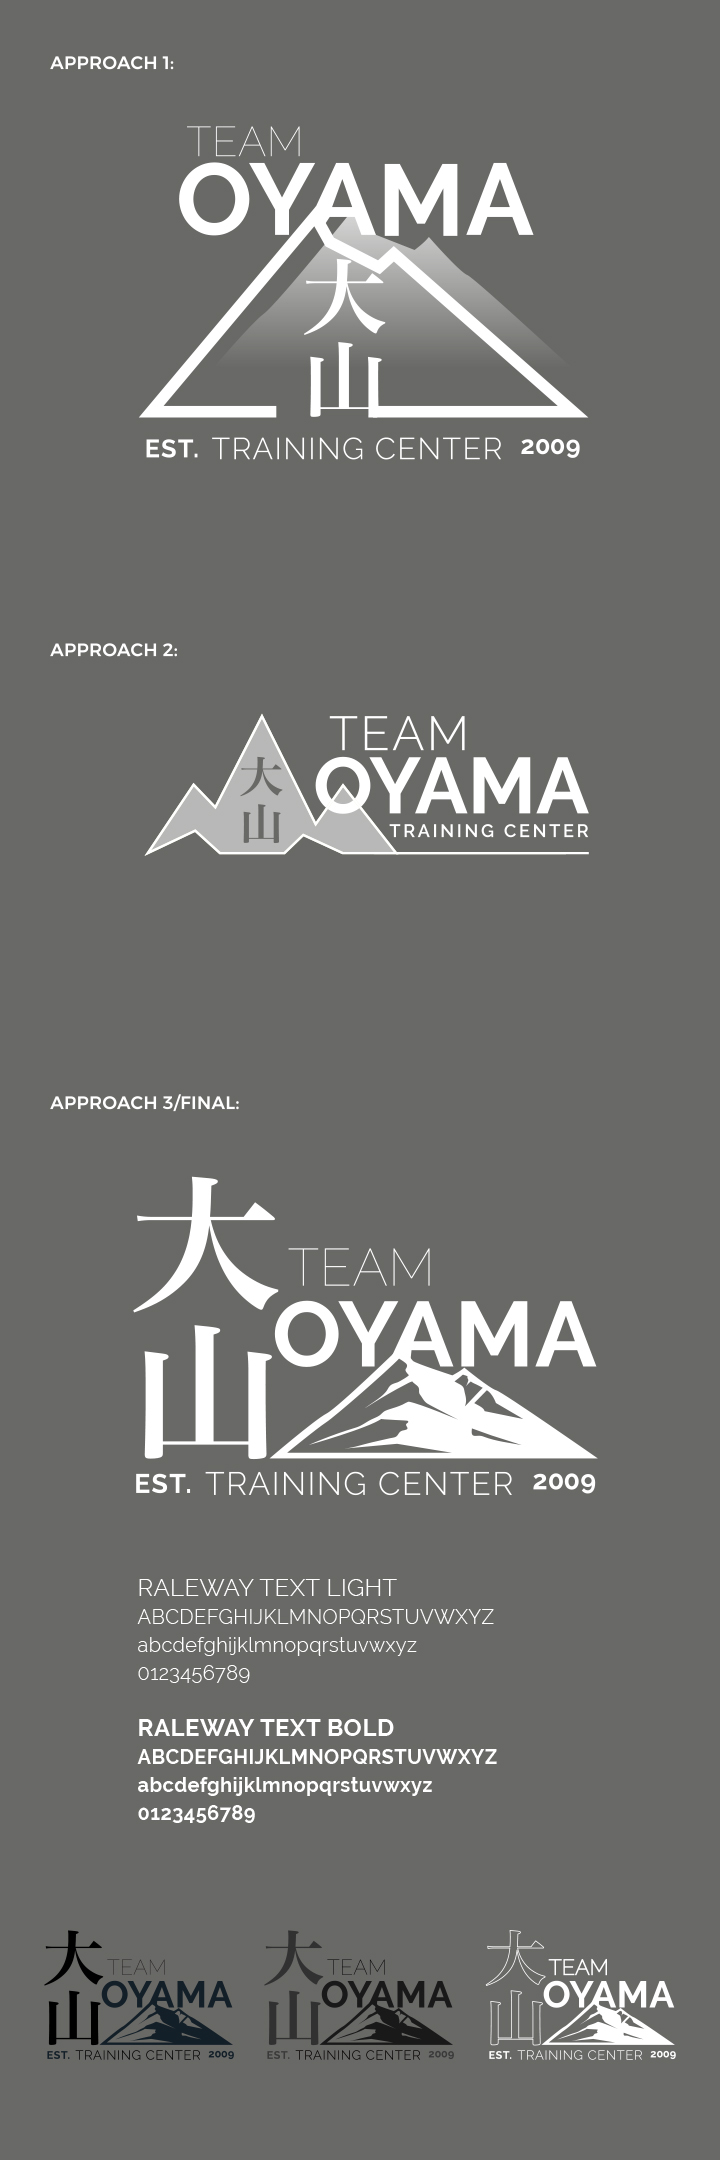 APPROACH 1:
TEAM
OYAMA
大
山
EST. TRAINING CENTER 2009
APPROACH 2:
大
山
TEAM
OYAMA
TRAINING CENTER
APPROACH 3/FINAL:
大
山
TEAM
OYAMA
EST. TRAINING CENTER 2009
RALEWAY TEXT LIGHT
ABCDEFGHIJKLMNOPQRSTUVWXYZ
abcdefghijklmnopqrstuvwxyz
0123456789
RALEWAY TEXT BOLD
ABCDEFGHIJKLMNOPQRSTUVWXYZ
abcdefghijklmnopqrstuvwxyz
0123456789
大
山
TEAM
OYAMA
EST. TRAINING CENTER 2009
大
山
TEAM
OYAMA
EST. TRAINING CENTER 2009
大
山
TEAM
OYAMA
EST. TRAINING CENTER 2009